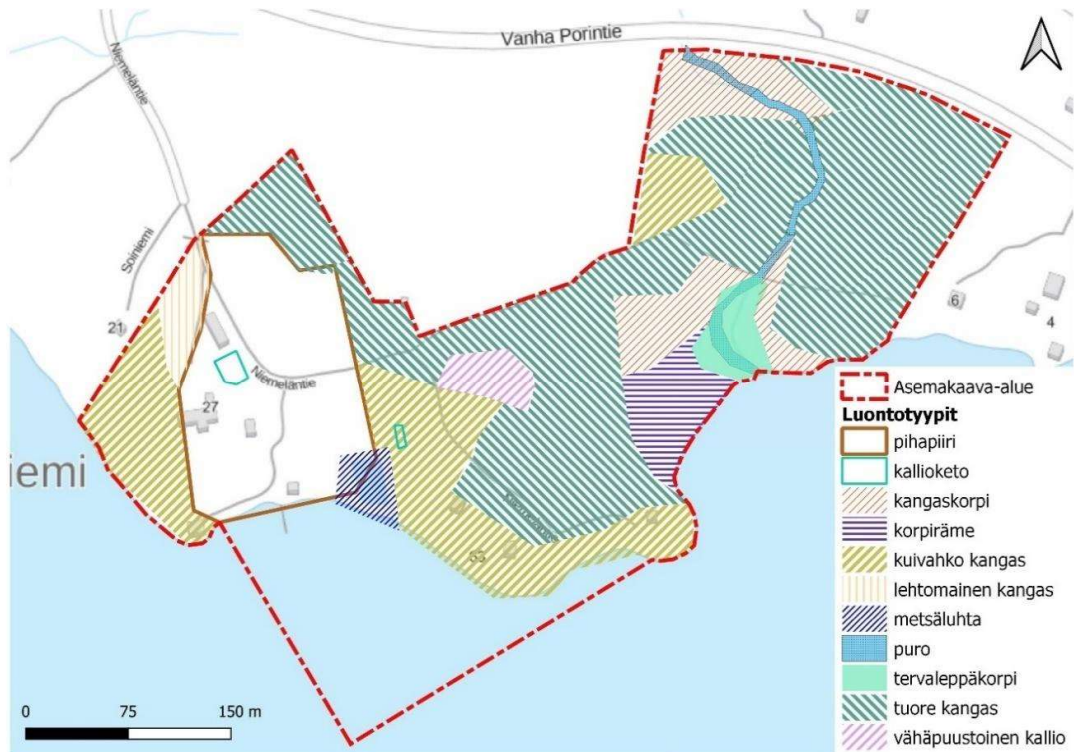 Vanha Porintie
Niemeläntie
Soiniemi
21
27
Niemeläntie
iemi
Niemeläntie
6
4
0 75 150 m
Asemakaava-alue
Luontotyypit
pihapiiri
kallioketo
kangaskorpi
korpiräme
kuivahko kangas
lehtomainen kangas
metsäluhta
puro
tervaleppäkorpi
tuore kangas
vähäpuustoinen kallio